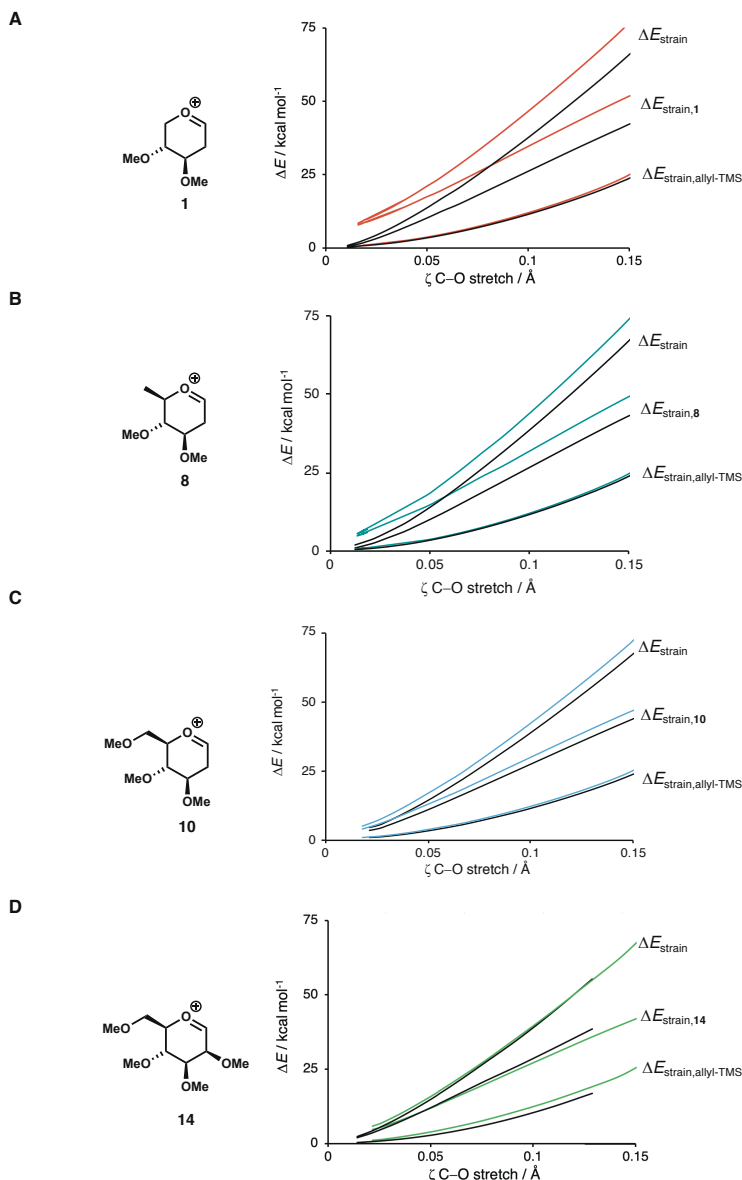 A
O
⊕
MeO
OMe
1
ΔE / kcal mol⁻¹
75
50
25
0
0
0.05
0.1
0.15
ζ C–O stretch / Å
ΔEstrain
ΔEstrain,1
ΔEstrain,allyl-TMS
B
O
⊕
MeO
OMe
8
ΔE / kcal mol⁻¹
75
50
25
0
0
0.05
0.1
0.15
ζ C–O stretch / Å
ΔEstrain
ΔEstrain,8
ΔEstrain,allyl-TMS
C
MeO
O
⊕
MeO
OMe
10
ΔE / kcal mol⁻¹
75
50
25
0
0
0.05
0.1
0.15
ζ C–O stretch / Å
ΔEstrain
ΔEstrain,10
ΔEstrain,allyl-TMS
D
MeO
O
⊕
MeO
OMe
OMe
14
ΔE / kcal mol⁻¹
75
50
25
0
0
0.05
0.1
0.15
ζ C–O stretch / Å
ΔEstrain
ΔEstrain,14
ΔEstrain,allyl-TMS